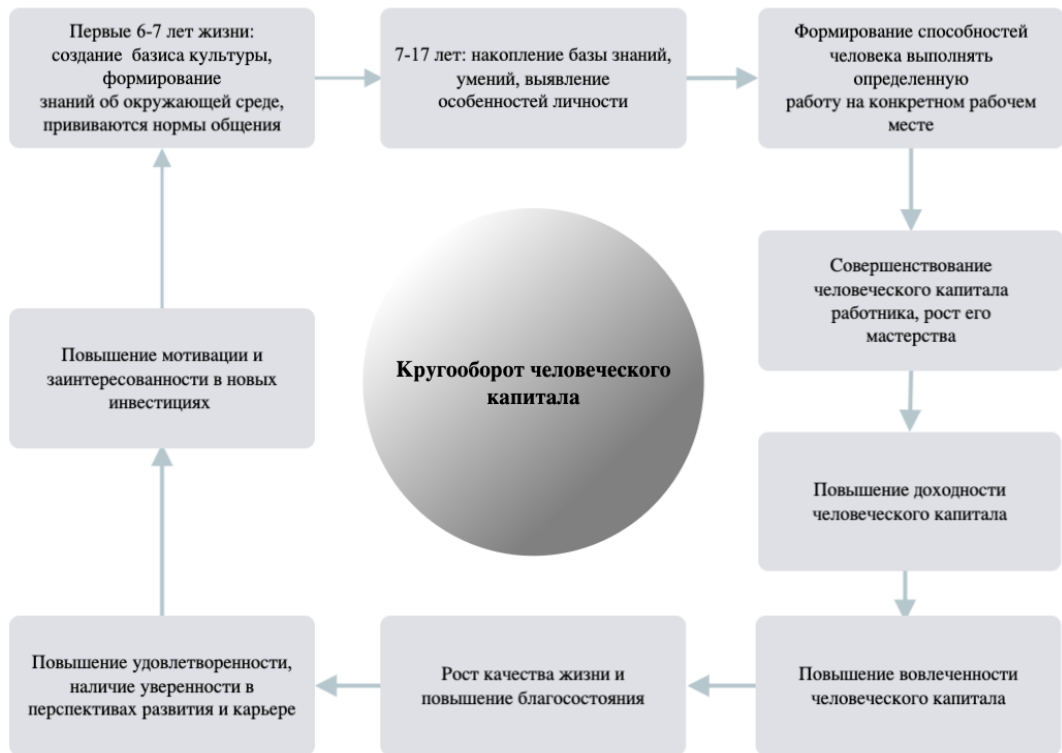 Первые 6-7 лет жизни:
создание базиса культуры,
формирование
знаний об окружающей среде,
прививаются нормы общения
7-17 лет: накопление базы знаний,
умений, выявление
особенностей личности
Формирование способностей
человека выполнять
определенную
работу на конкретном рабочем
месте
Совершенствование
человеческого капитала
работника, рост его
мастерства
Кругооборот человеческого
капитала
Повышение мотивации и
заинтересованности в новых
инвестициях
Повышение доходности
человеческого капитала
Повышение удовлетворенности,
наличие уверенности в
перспективах развития и карьере
Рост качества жизни и
повышение благосостояния
Повышение вовлеченности
человеческого капитала